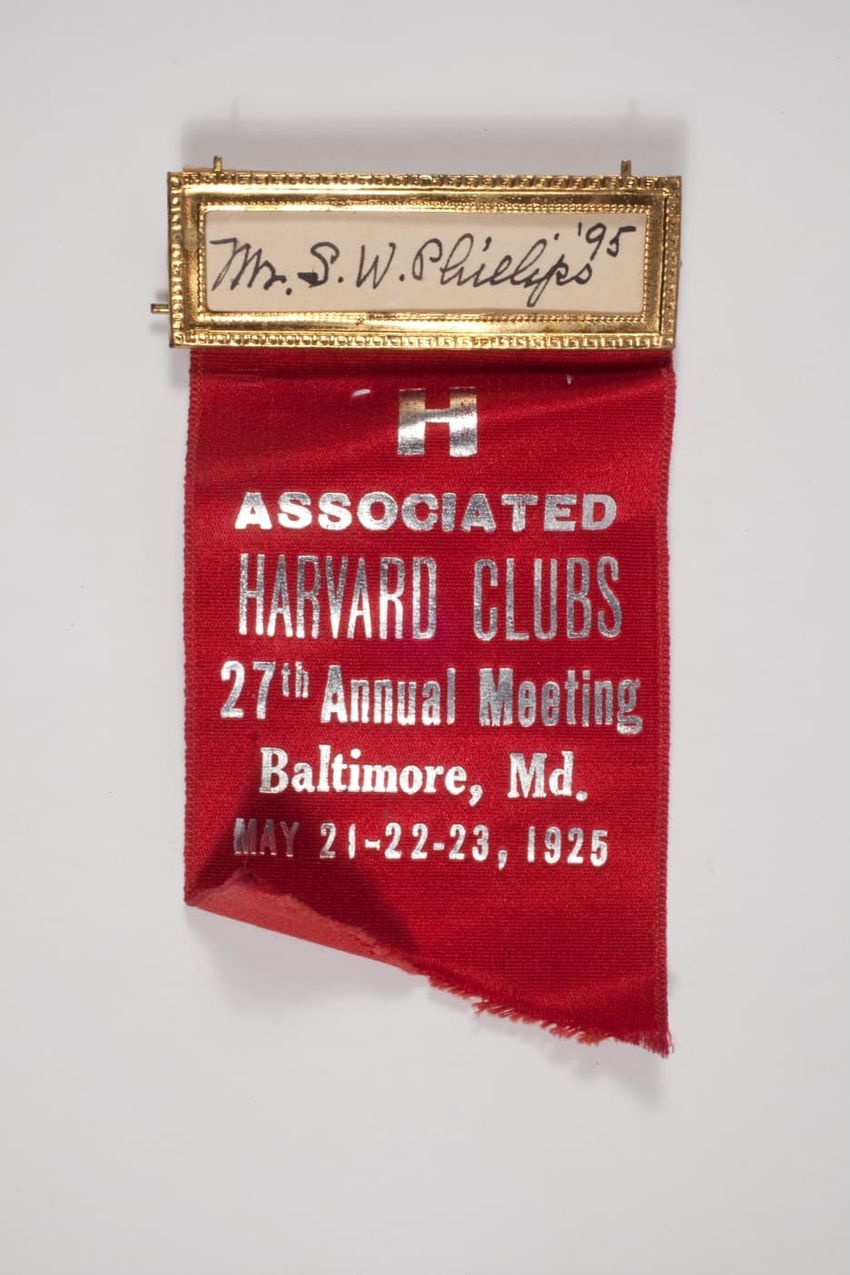 Mr. S. W. Phillips '95
H
ASSOCIATED
HARVARD CLUBS
27th Annual Meeting
Baltimore, Md.
MAY 21-22-23, 1925